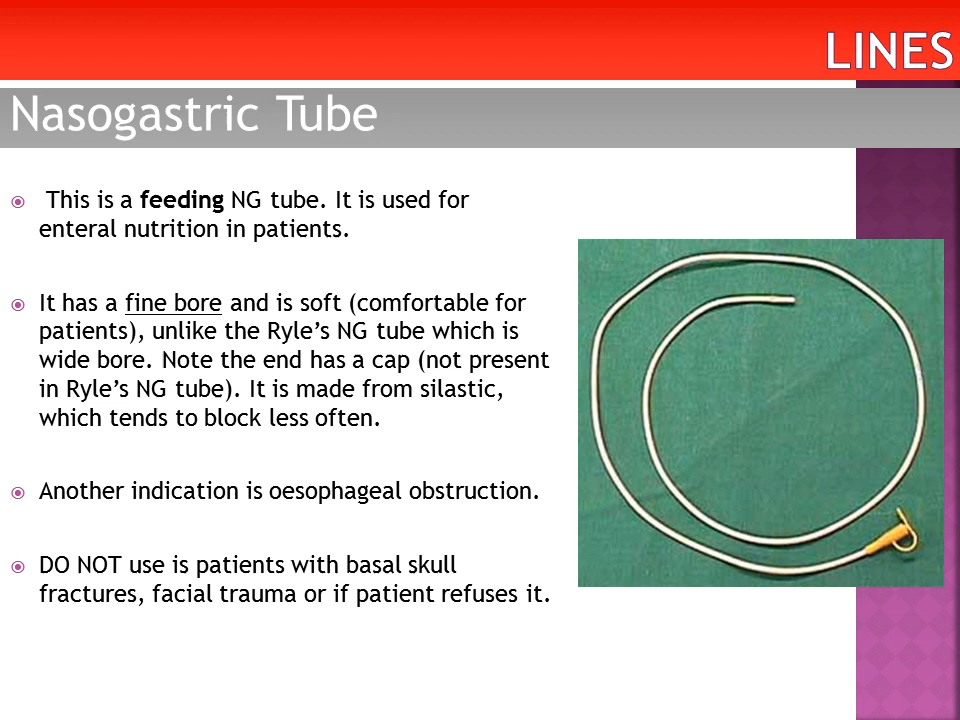 LINES
Nasogastric Tube
This is a feeding NG tube. It is used for
enteral nutrition in patients.
It has a fine bore and is soft (comfortable for
patients), unlike the Ryle’s NG tube which is
wide bore. Note the end has a cap (not present
in Ryle’s NG tube). It is made from silastic,
which tends to block less often.
Another indication is oesophageal obstruction.
DO NOT use is patients with basal skull
fractures, facial trauma or if patient refuses it.